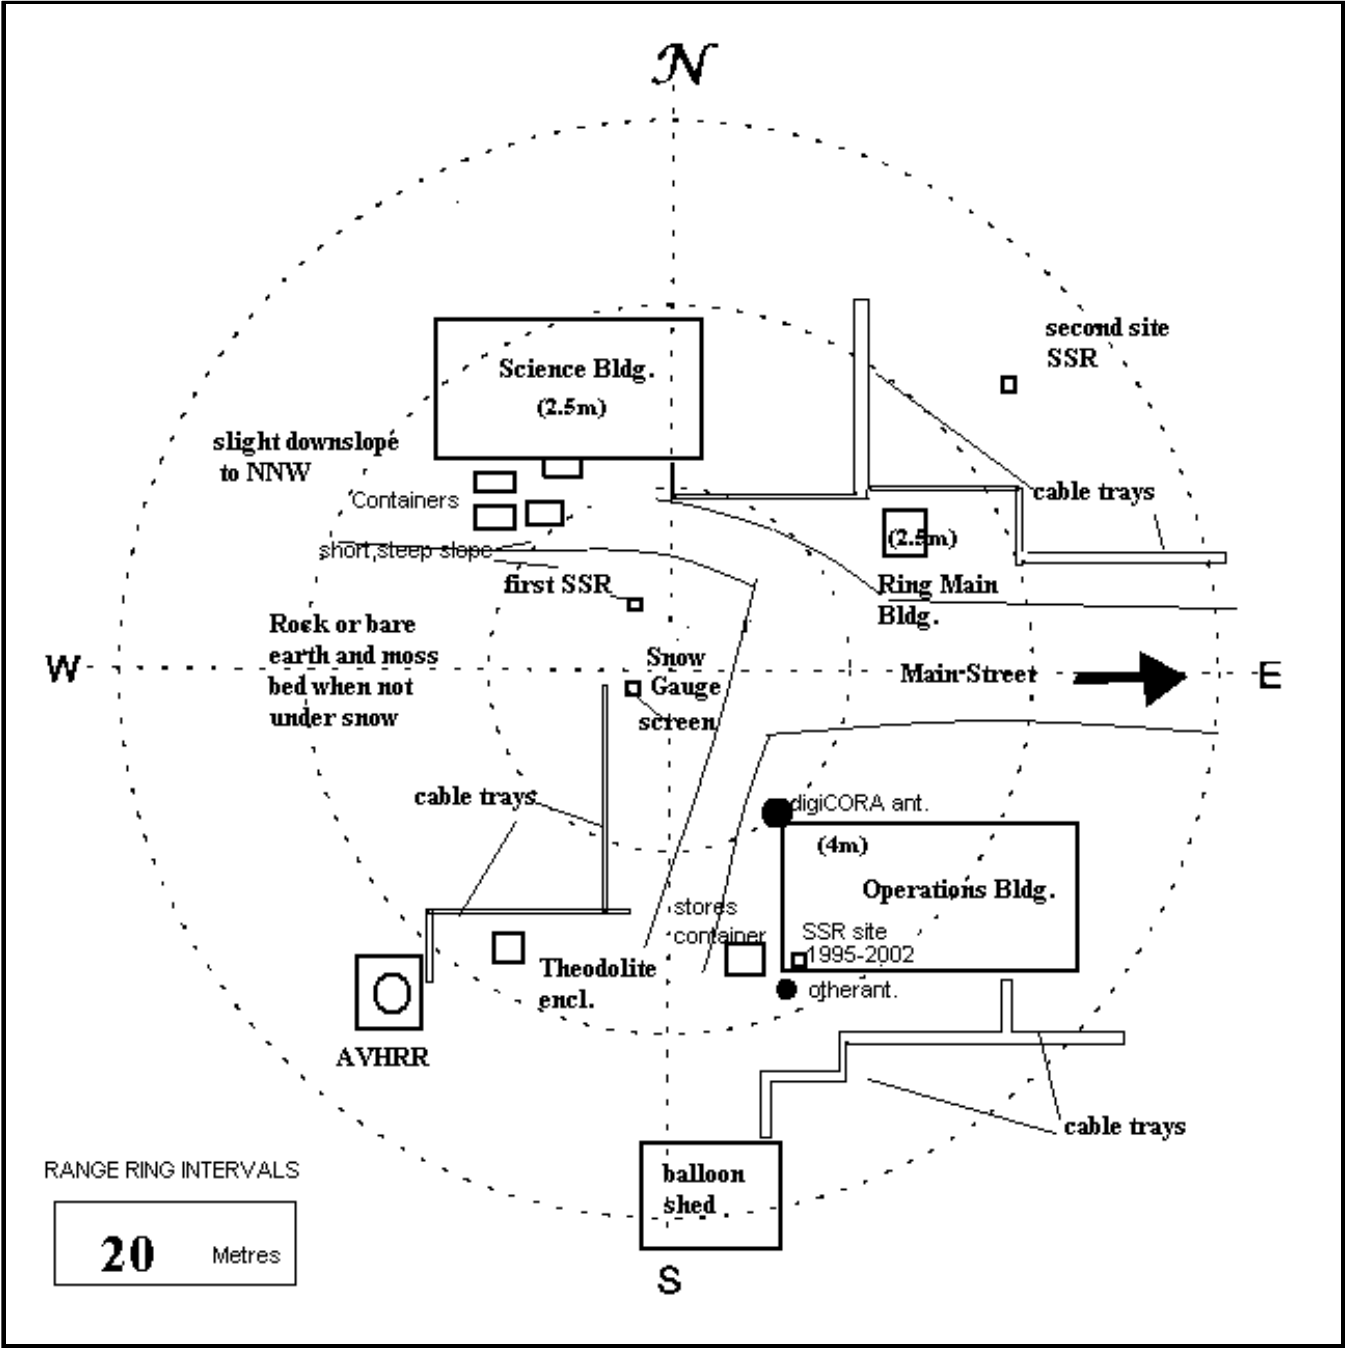 N
second site
SSR
Science Bldg.
(2.5m)
slight downslope
to NNW
Containers
cable trays
(2.5m)
short,steep slope
first SSR
Ring Main
Bldg.
Rock or bare
earth and moss
bed when not
under snow
Snow
Gauge
screen
W
Main Street
E
cable trays
digiCORA ant.
(4m)
Operations Bldg.
stores
container
SSR site
1995-2002
Theodolite
encl.
otherant.
AVHRR
cable trays
balloon
shed
RANGE RING INTERVALS
20 Metres
S